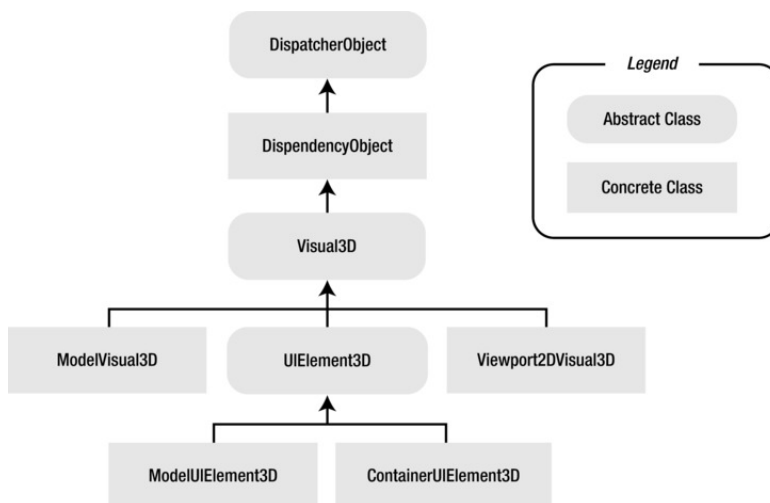 DispatcherObject
Legend
Abstract Class
DispendencyObject
Concrete Class
Visual3D
ModelVisual3D
UIElement3D
Viewport2DVisual3D
ModelUIElement3D
ContainerUIElement3D